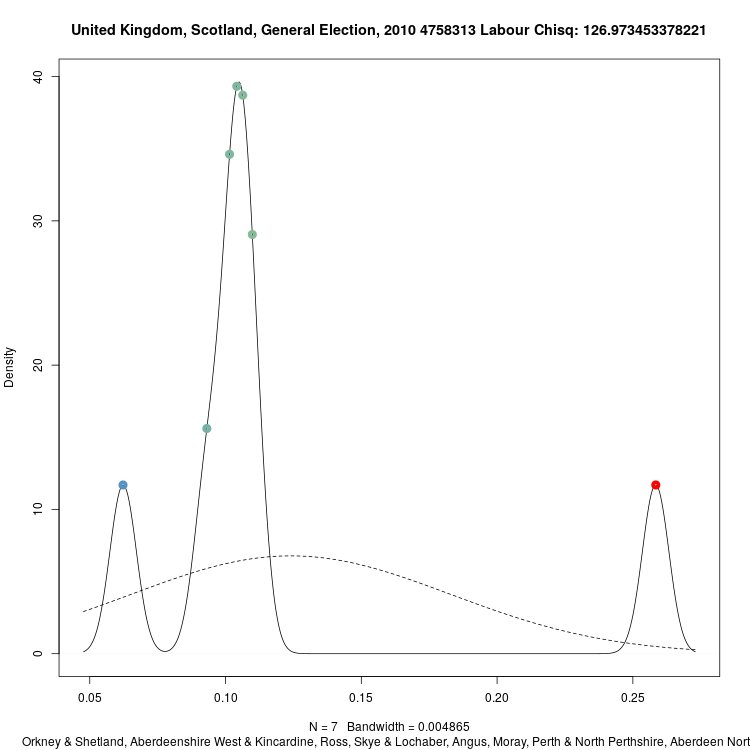 United Kingdom, Scotland, General Election, 2010 4758313 Labour Chisq: 126.973453378221
40
30
20
10
0
Density
0.05 0.10 0.15 0.20 0.25
N = 7 Bandwidth = 0.004865
Orkney & Shetland, Aberdeenshire West & Kincardine, Ross, Skye & Lochaber, Angus, Moray, Perth & North Perthshire, Aberdeen Nort